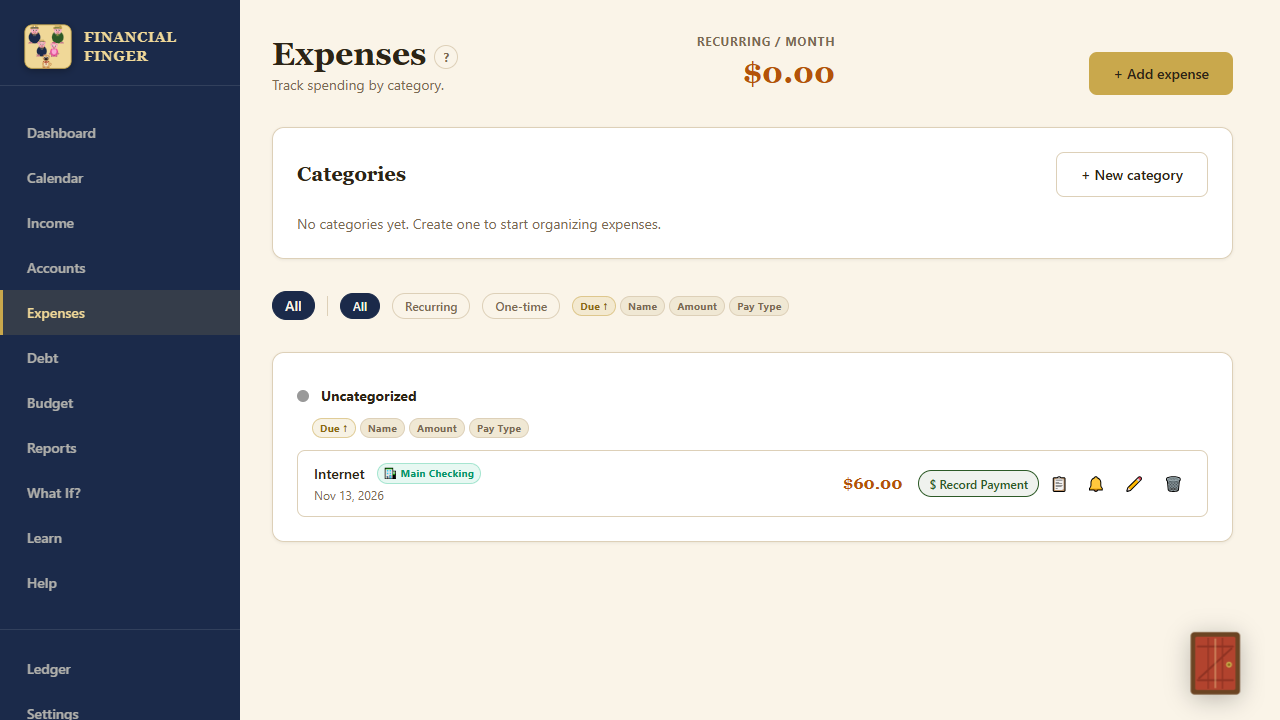 FINANCIAL
FINGER
Dashboard
Calendar
Income
Accounts
Expenses
Debt
Budget
Reports
What If?
Learn
Help
Ledger
Settings
Expenses ?
Track spending by category.
RECURRING / MONTH
$0.00
+ Add expense
Categories
+ New category
No categories yet. Create one to start organizing expenses.
All All Recurring One-time Due ↑ Name Amount Pay Type
Uncategorized
Due ↑ Name Amount Pay Type
Internet Main Checking
Nov 13, 2026
$60.00 $ Record Payment